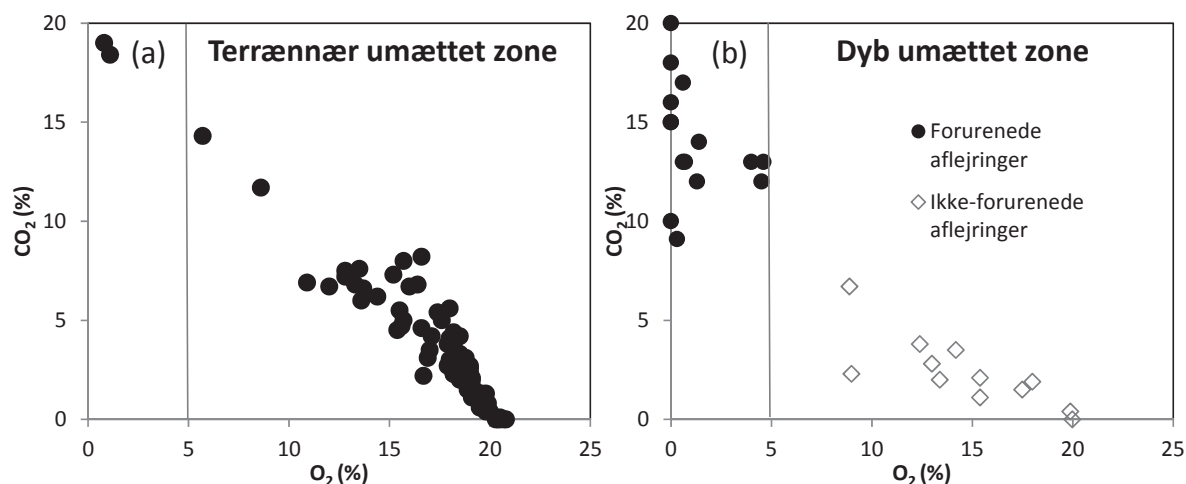 (a) Terrænnær umættet zone
20
15
10
5
0
CO2 (%)
0 5 10 15 20 25
O2 (%)
(b) Dyb umættet zone
20
15
10
5
0
CO2 (%)
0 5 10 15 20 25
O2 (%)
Forurenede
aflejringer
Ikke-forurenede
aflejringer